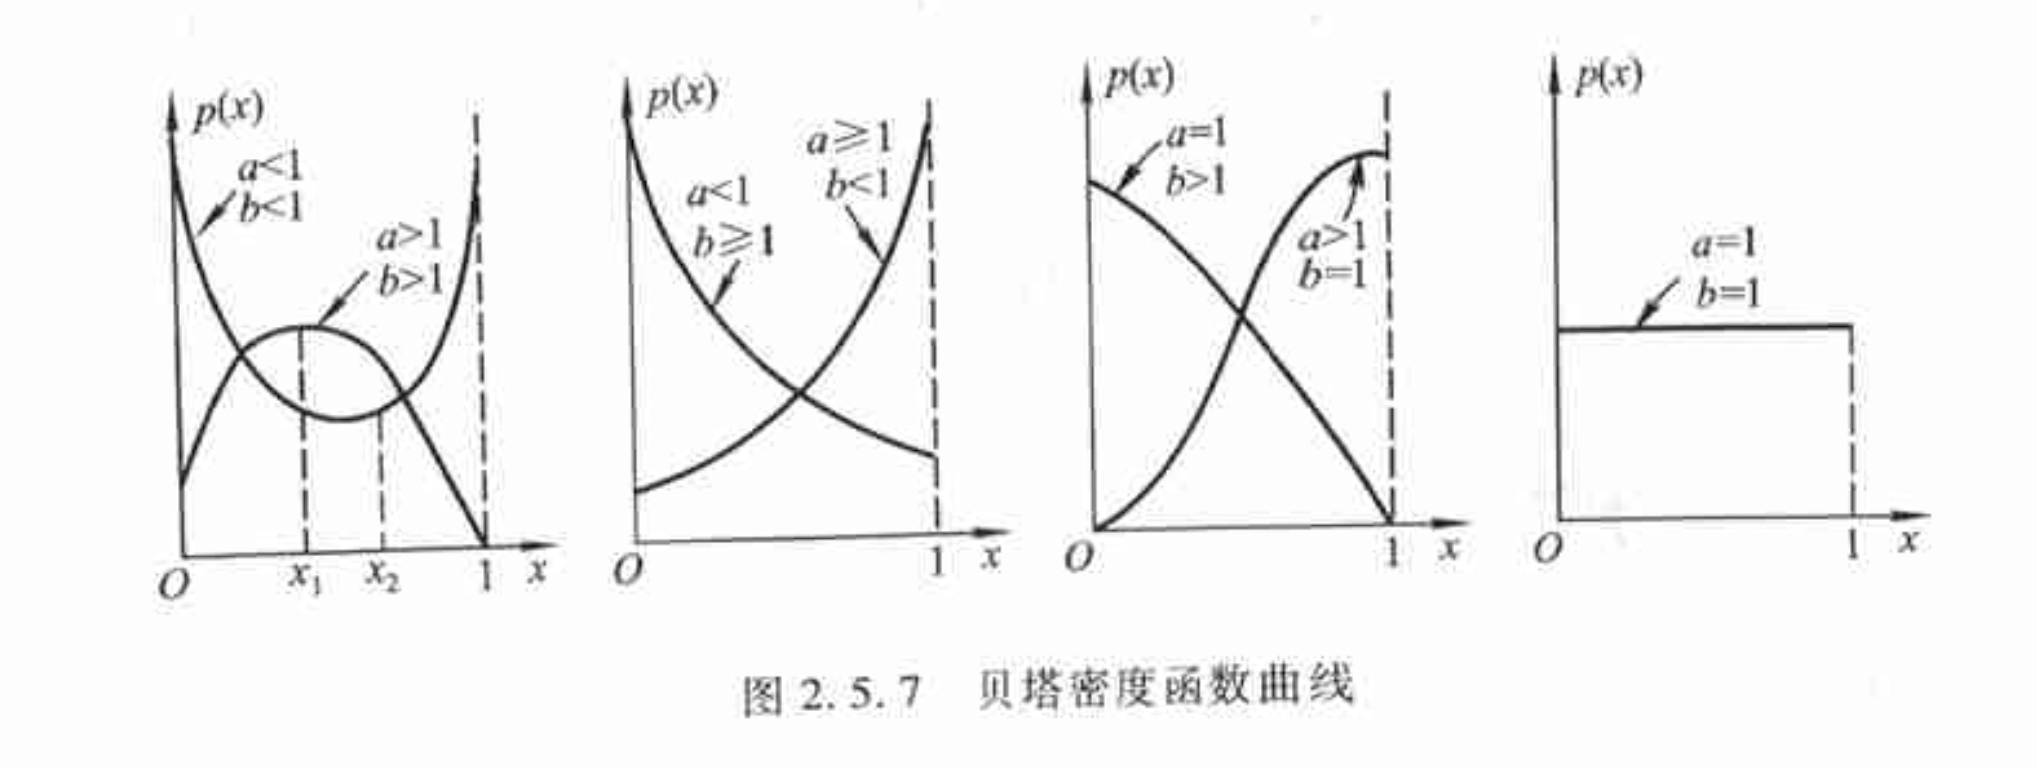 p(x)
a<1
b<1
a>1
b>1
O
x₁
x₂
1
x
p(x)
a<1
b⩾1
a⩾1
b<1
O
1
x
p(x)
a=1
b>1
a>1
b=1
O
1
x
p(x)
a=1
b=1
O
1
x
图 2.5.7 贝塔密度函数曲线